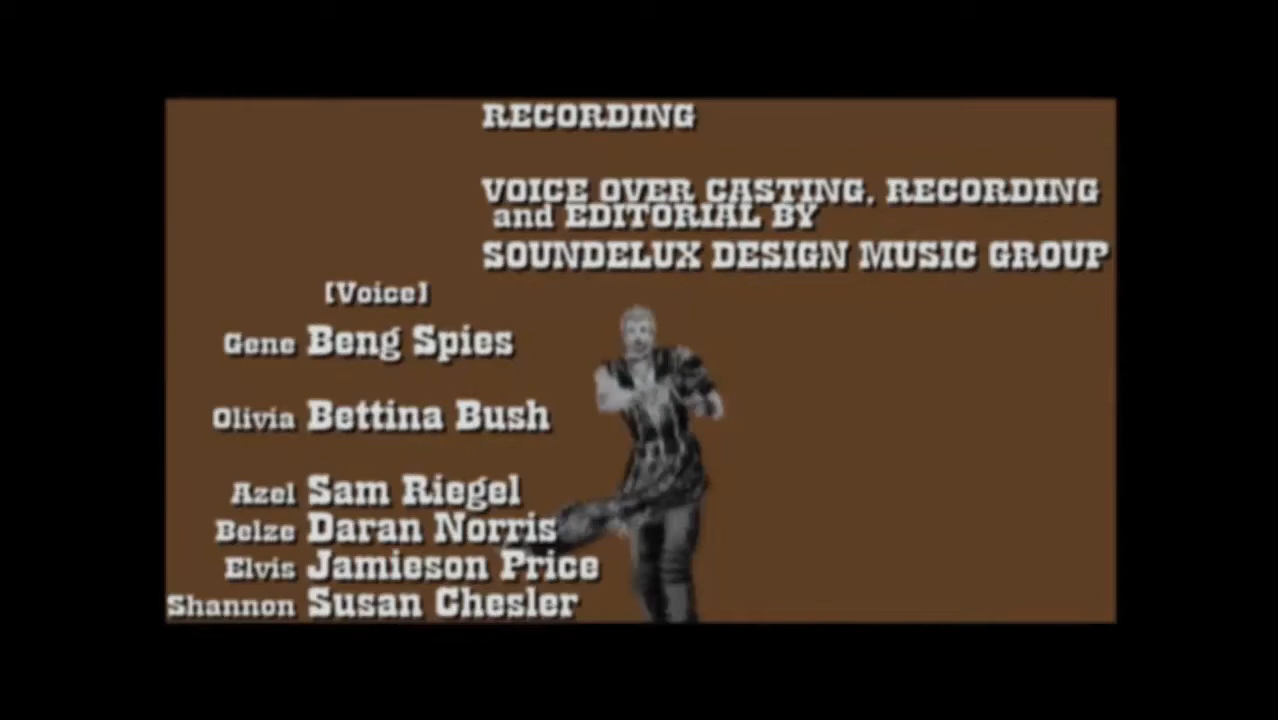 RECORDING
VOICE OVER CASTING, RECORDING
and EDITORIAL BY
SOUNDELUX DESIGN MUSIC GROUP
[Voice]
Gene Beng Spies
Olivia Bettina Bush
Azel Sam Riegel
Belze Daran Norris
Elvis Jamieson Price
Shannon Susan Chesler